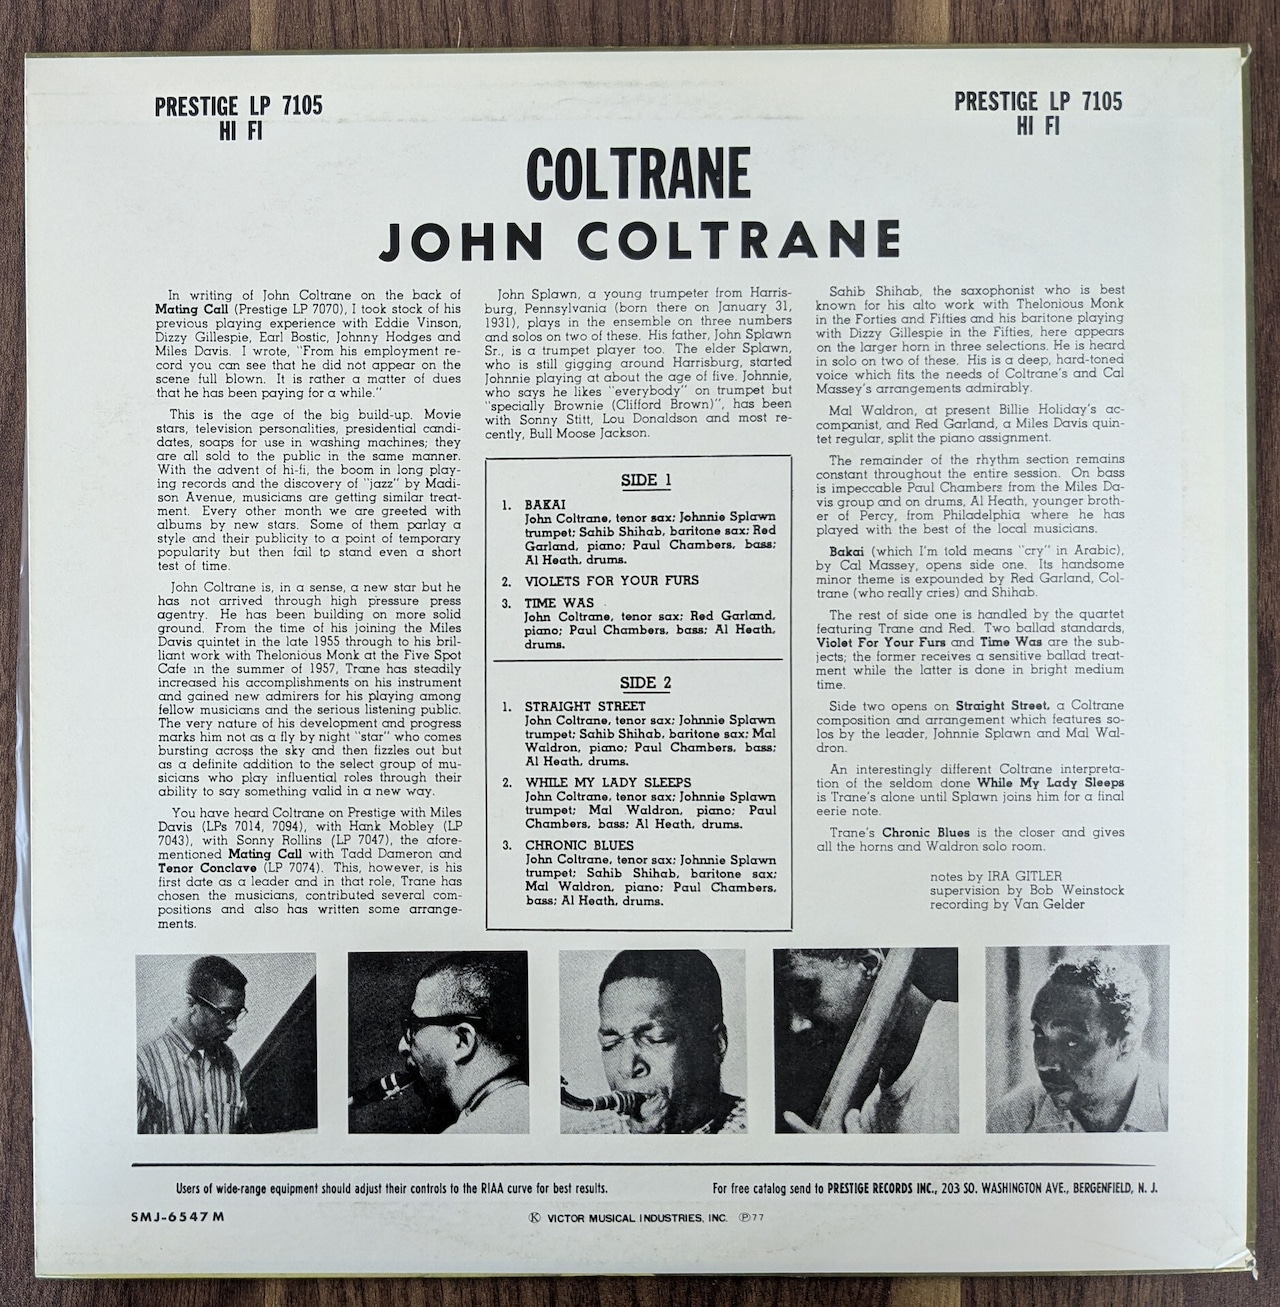 PRESTIGE LP 7105
HI FI
PRESTIGE LP 7105
HI FI
COLTRANE
JOHN COLTRANE
In writing of John Coltrane on the back of
Mating Call (Prestige LP 7070), I took stock of his
previous playing experience with Eddie Vinson,
Dizzy Gillespie, Earl Bostic, Johnny Hodges and
Miles Davis. I wrote, "From his employment re-
cord you can see that he did not appear on the
scene full blown. It is rather a matter of dues
that he has been paying for a while."
This is the age of the big build-up. Movie
stars, television personalities, presidential candi-
dates, soaps for use in washing machines; they
are all sold to the public in the same manner.
With the advent of hi-fi, the boom in long play-
ing records and the discovery of "jazz" by Madi-
son Avenue, musicians are getting similar treat-
ment. Every other month we are greeted with
albums by new stars. Some of them parlay a
style and their publicity to a point of temporary
popularity but then fail to stand even a short
test of time.
John Coltrane is, in a sense, a new star but he
has not arrived through high pressure press
agentry. He has been building on more solid
ground. From the time of his joining the Miles
Davis quintet in the late 1955 through to his bril-
liant work with Thelonious Monk at the Five Spot
Cafe in the summer of 1957, Trane has steadily
increased his accomplishments on his instrument
and gained new admirers for his playing among
fellow musicians and the serious listening public.
The very nature of his development and progress
marks him not as a fly by night "star" who comes
bursting across the sky and then fizzles out but
as a definite addition to the select group of mu-
sicians who play influential roles through their
ability to say something valid in a new way.
You have heard Coltrane on Prestige with Miles
Davis (LPs 7014, 7094), with Hank Mobley (LP
7043), with Sonny Rollins (LP 7047), the afore-
mentioned Mating Call with Tadd Dameron and
Tenor Conclave (LP 7074). This, however, is his
first date as a leader and in that role, Trane has
chosen the musicians, contributed several com-
positions and also has written some arrange-
ments.
John Splawn, a young trumpeter from Harris-
burg, Pennsylvania (born there on January 31,
1931), plays in the ensemble on three numbers
and solos on two of these. His father, John Splawn
Sr., is a trumpet player too. The elder Splawn,
who is still gigging around Harrisburg, started
Johnnie playing at about the age of five. Johnnie,
who says he likes "everybody" on trumpet but
"specially Brownie (Clifford Brown)", has been
with Sonny Stitt, Lou Donaldson and most re-
cently, Bull Moose Jackson.
SIDE 1
1. BAKAI
John Coltrane, tenor sax; Johnnie Splawn
trumpet; Sahib Shihab, baritone sax; Red
Garland, piano; Paul Chambers, bass;
Al Heath, drums.
2. VIOLETS FOR YOUR FURS
3. TIME WAS
John Coltrane, tenor sax; Red Garland,
piano; Paul Chambers, bass; Al Heath,
drums.
SIDE 2
1. STRAIGHT STREET
John Coltrane, tenor sax; Johnnie Splawn
trumpet; Sahib Shihab, baritone sax; Mal
Waldron, piano; Paul Chambers, bass;
Al Heath, drums.
2. WHILE MY LADY SLEEPS
John Coltrane, tenor sax; Johnnie Splawn
trumpet; Mal Waldron, piano; Paul
Chambers, bass; Al Heath, drums.
3. CHRONIC BLUES
John Coltrane, tenor sax; Johnnie Splawn
trumpet; Sahib Shihab, baritone sax;
Mal Waldron, piano; Paul Chambers,
bass; Al Heath, drums.
Sahib Shihab, the saxophonist who is best
known for his alto work with Thelonious Monk
in the Forties and Fifties and his baritone playing
with Dizzy Gillespie in the Fifties, here appears
on the larger horn in three selections. He is heard
in solo on two of these. His is a deep, hard-toned
voice which fits the needs of Coltrane's and Cal
Massey's arrangements admirably.
Mal Waldron, at present Billie Holiday's ac-
companist, and Red Garland, a Miles Davis quin-
tet regular, split the piano assignment.
The remainder of the rhythm section remains
constant throughout the entire session. On bass
is impeccable Paul Chambers from the Miles Da-
vis group and on drums, Al Heath, younger broth-
er of Percy, from Philadelphia where he has
played with the best of the local musicians.
Bakai (which I'm told means "cry" in Arabic),
by Cal Massey, opens side one. Its handsome
minor theme is expounded by Red Garland, Col-
trane (who really cries) and Shihab.
The rest of side one is handled by the quartet
featuring Trane and Red. Two ballad standards,
Violet For Your Furs and Time Was are the sub-
jects; the former receives a sensitive ballad treat-
ment while the latter is done in bright medium
time.
Side two opens on Straight Street, a Coltrane
composition and arrangement which features so-
los by the leader, Johnnie Splawn and Mal Wal-
dron.
An interestingly different Coltrane interpreta-
tion of the seldom done While My Lady Sleeps
is Trane's alone until Splawn joins him for a final
eerie note.
Trane's Chronic Blues is the closer and gives
all the horns and Waldron solo room.
notes by IRA GITLER
supervision by Bob Weinstock
recording by Van Gelder
Users of wide-range equipment should adjust their controls to the RIAA curve for best results.
For free catalog send to PRESTIGE RECORDS INC., 203 SO. WASHINGTON AVE., BERGENFIELD, N. J.
SMJ-6547 M
Ⓚ VICTOR MUSICAL INDUSTRIES, INC. Ⓟ77